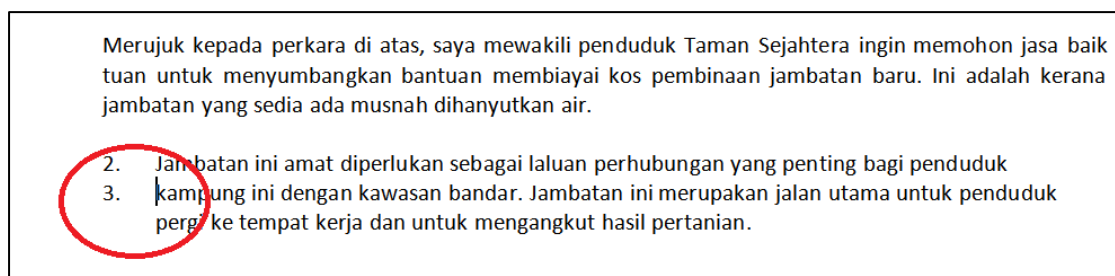 Merujuk kepada perkara di atas, saya mewakili penduduk Taman Sejahtera ingin memohon jasa baik
tuan untuk menyumbangkan bantuan membiayai kos pembinaan jambatan baru. Ini adalah kerana
jambatan yang sedia ada musnah dihanyutkan air.
2. Jambatan ini amat diperlukan sebagai laluan perhubungan yang penting bagi penduduk
3. kampung ini dengan kawasan bandar. Jambatan ini merupakan jalan utama untuk penduduk
pergi ke tempat kerja dan untuk mengangkut hasil pertanian.